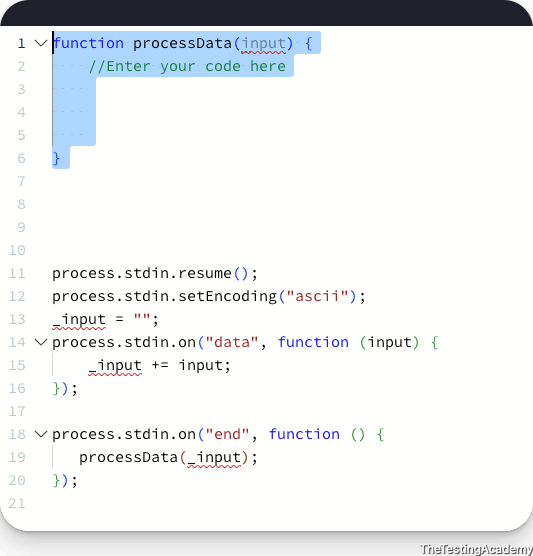 1 function processData(input) {
2 //Enter your code here
3
4
5
6 }
7
8
9
10
11 process.stdin.resume();
12 process.stdin.setEncoding("ascii");
13 _input = "";
14 process.stdin.on("data", function (input) {
15 _input += input;
16 });
17
18 process.stdin.on("end", function () {
19 processData(_input);
20 });
21
TheTestingAcademy